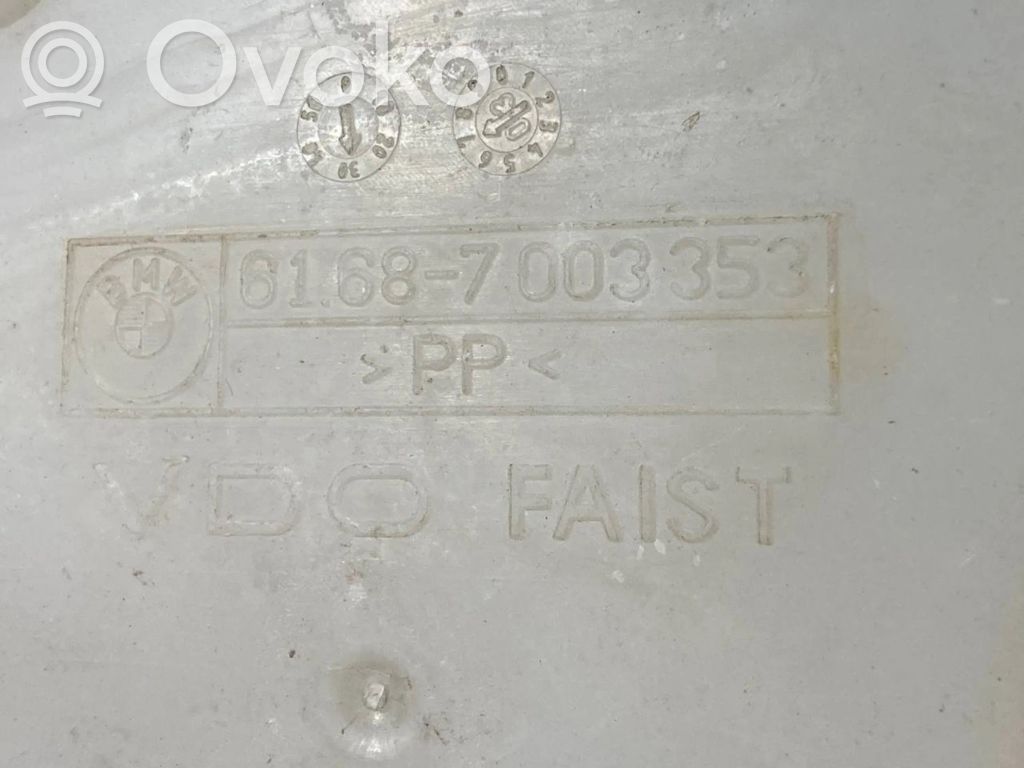 Ovoko
BMW
61.68-7 003 353
>PP<
VDO FAIST